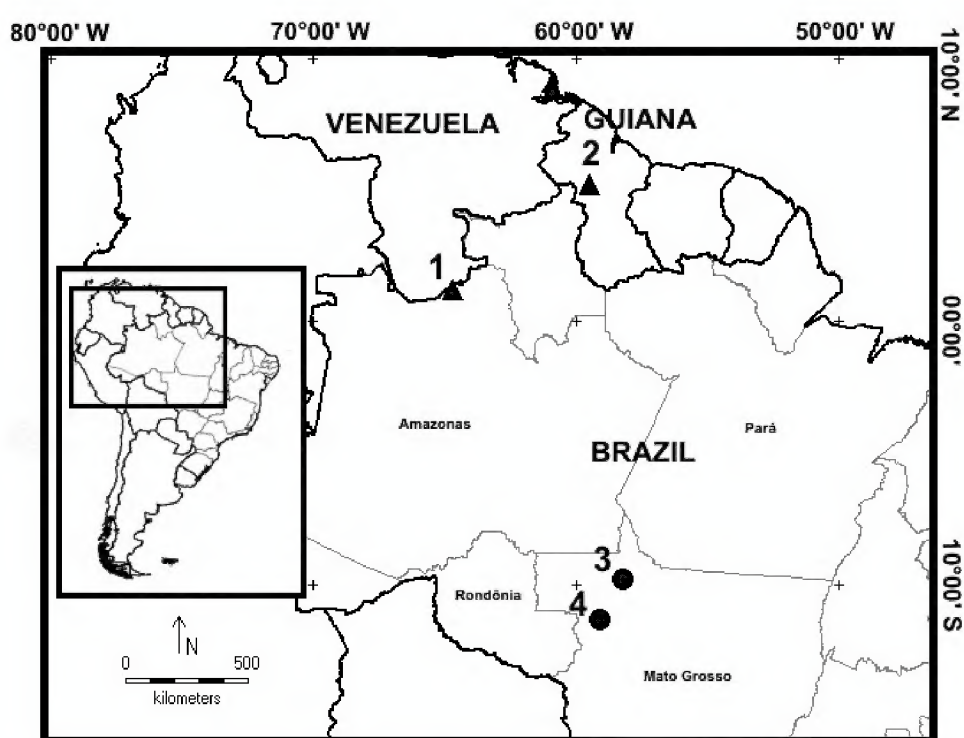 80°00' W 70°00' W 60°00' W 50°00' W
10°00' N
VENEZUELA
GUIANA
2
1
00°00'
Amazonas
BRAZIL
Pará
3
10°00' S
Rondônia
4
N
0 500
kilometers
Mato Grosso